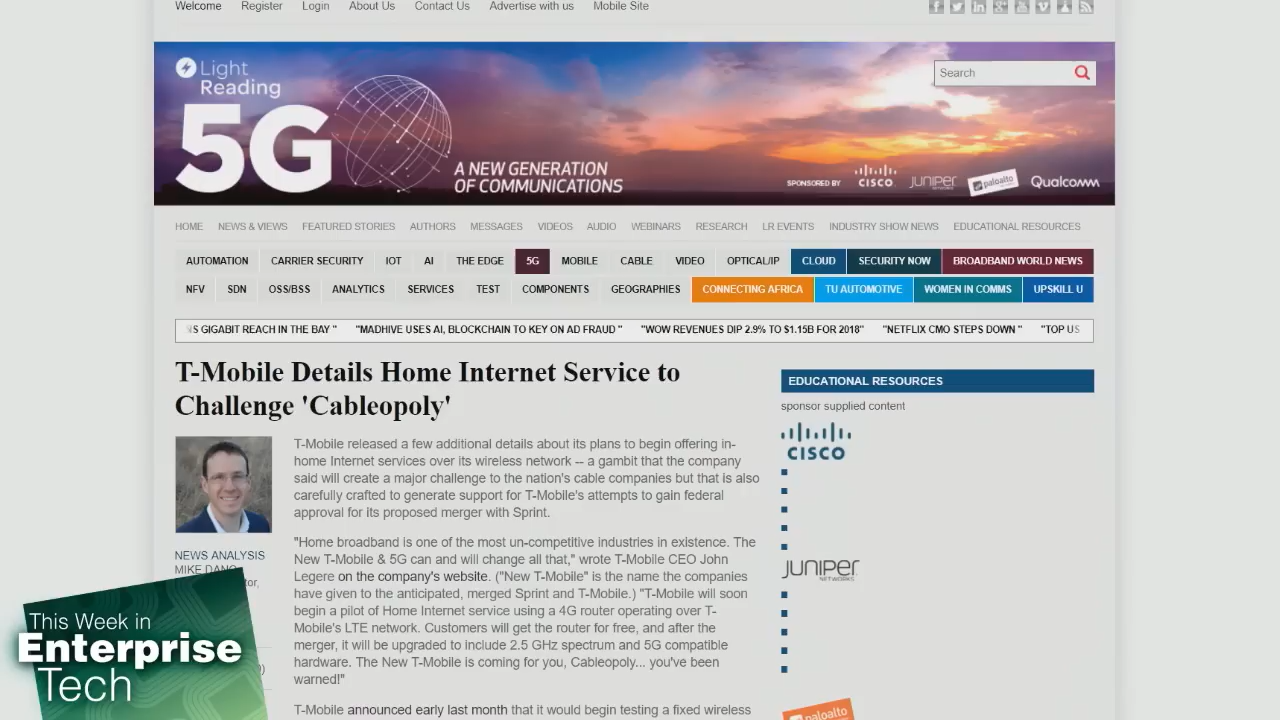 Welcome Register Login About Us Contact Us Advertise with us Mobile Site
Light
Reading
5G
A NEW GENERATION
OF COMMUNICATIONS
Search
SPONSORED BY CISCO JUNIPER NETWORKS paloalto Qualcomm
HOME NEWS & VIEWS FEATURED STORIES AUTHORS MESSAGES VIDEOS AUDIO WEBINARS RESEARCH LR EVENTS INDUSTRY SHOW NEWS EDUCATIONAL RESOURCES
AUTOMATION CARRIER SECURITY IOT AI THE EDGE 5G MOBILE CABLE VIDEO OPTICAL/IP CLOUD SECURITY NOW BROADBAND WORLD NEWS
NFV SDN OSS/BSS ANALYTICS SERVICES TEST COMPONENTS GEOGRAPHIES CONNECTING AFRICA TU AUTOMOTIVE WOMEN IN COMMS UPSKILL U
'S GIGABIT REACH IN THE BAY " "MADHIVE USES AI, BLOCKCHAIN TO KEY ON AD FRAUD " "WOW REVENUES DIP 2.9% TO $1.15B FOR 2018" "NETFLIX CMO STEPS DOWN " "TOP US
T-Mobile Details Home Internet Service to
Challenge 'Cableopoly'
T-Mobile released a few additional details about its plans to begin offering in-
home Internet services over its wireless network -- a gambit that the company
said will create a major challenge to the nation's cable companies but that is also
carefully crafted to generate support for T-Mobile's attempts to gain federal
approval for its proposed merger with Sprint.
"Home broadband is one of the most un-competitive industries in existence. The
New T-Mobile & 5G can and will change all that," wrote T-Mobile CEO John
Legere on the company's website. ("New T-Mobile" is the name the companies
have given to the anticipated, merged Sprint and T-Mobile.) "T-Mobile will soon
begin a pilot of Home Internet service using a 4G router operating over T-
Mobile's LTE network. Customers will get the router for free, and after the
merger, it will be upgraded to include 2.5 GHz spectrum and 5G compatible
hardware. The New T-Mobile is coming for you, Cableopoly... you've been
warned!"
T-Mobile announced early last month that it would begin testing a fixed wireless
NEWS ANALYSIS
MIKE
EDUCATIONAL RESOURCES
sponsor supplied content
CISCO
JUNIPER
NETWORKS
paloalto
This Week in
Enterprise
Tech